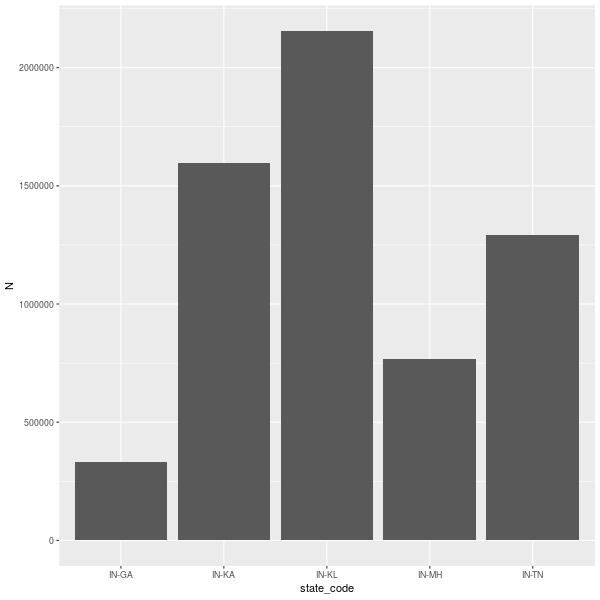 2000000
1500000
1000000
500000
0
N
IN-GA IN-KA IN-KL IN-MH IN-TN
state_code